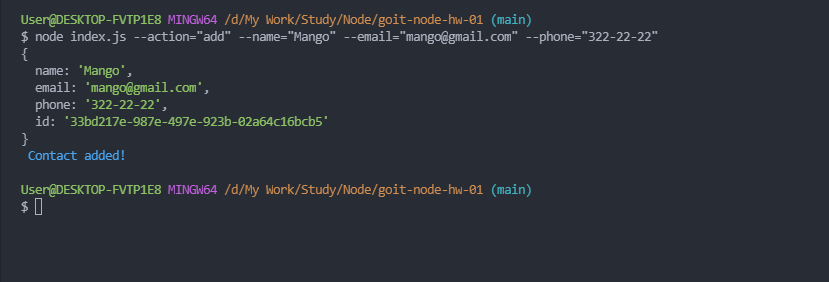 User@DESKTOP-FVTP1E8 MINGW64 /d/My Work/Study/Node/goit-node-hw-01 (main)
$ node index.js --action="add" --name="Mango" --email="mango@gmail.com" --phone="322-22-22"
{
  name: 'Mango',
  email: 'mango@gmail.com',
  phone: '322-22-22',
  id: '33bd217e-987e-497e-923b-02a64c16bcb5'
}
 Contact added!

User@DESKTOP-FVTP1E8 MINGW64 /d/My Work/Study/Node/goit-node-hw-01 (main)
$